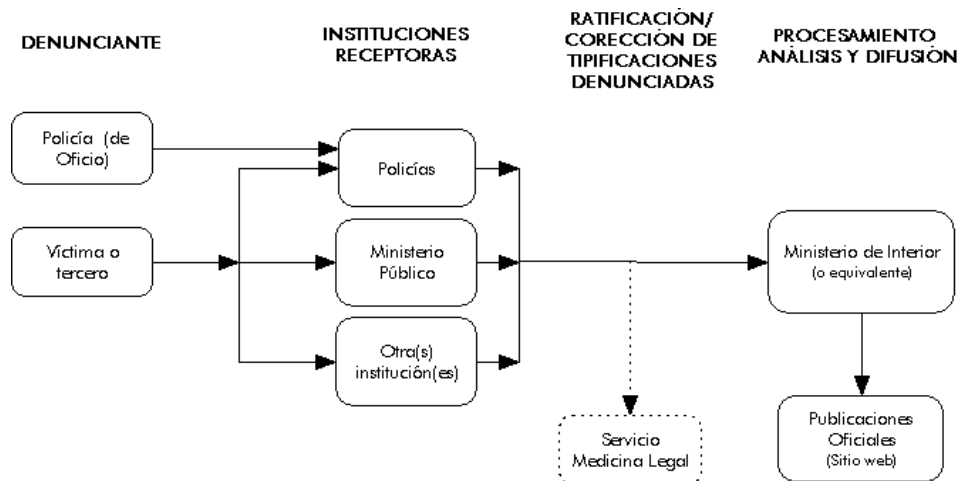 DENUNCIANTE
INSTITUCIONES
RECEPTORAS
RATIFICACIÓN/
CORECCIÓN DE
TIPIFICACIONES
DENUNCIADAS
PROCESAMIENTO
ANÁLISIS Y DIFUSIÓN
Policía (de
Oficio)
Víctima o
tercero
Policías
Ministerio
Público
Otra(s)
institución(es)
Servicio
Medicina Legal
Ministerio de Interior
(o equivalente)
Publicaciones
Oficiales
(Sitio web)